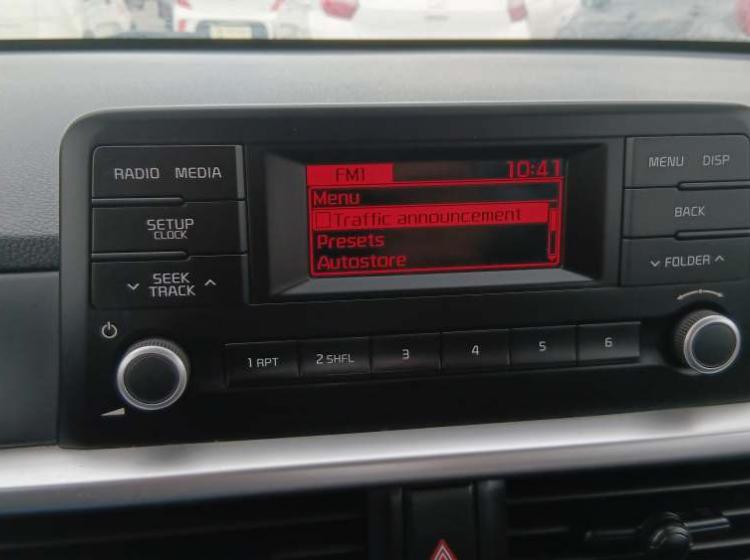 RADIO MEDIA
SETUP
CLOCK
SEEK
TRACK
FM1 10:41
Menu
Traffic announcement
Presets
Autostore
MENU DISP
BACK
FOLDER
1 RPT 2 SHFL 3 4 5 6